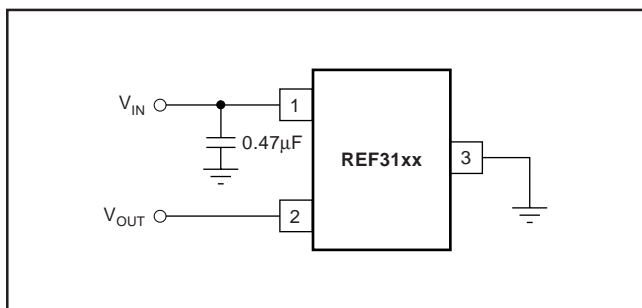 V_IN
1
0.47μF
REF31xx
3
V_OUT
2